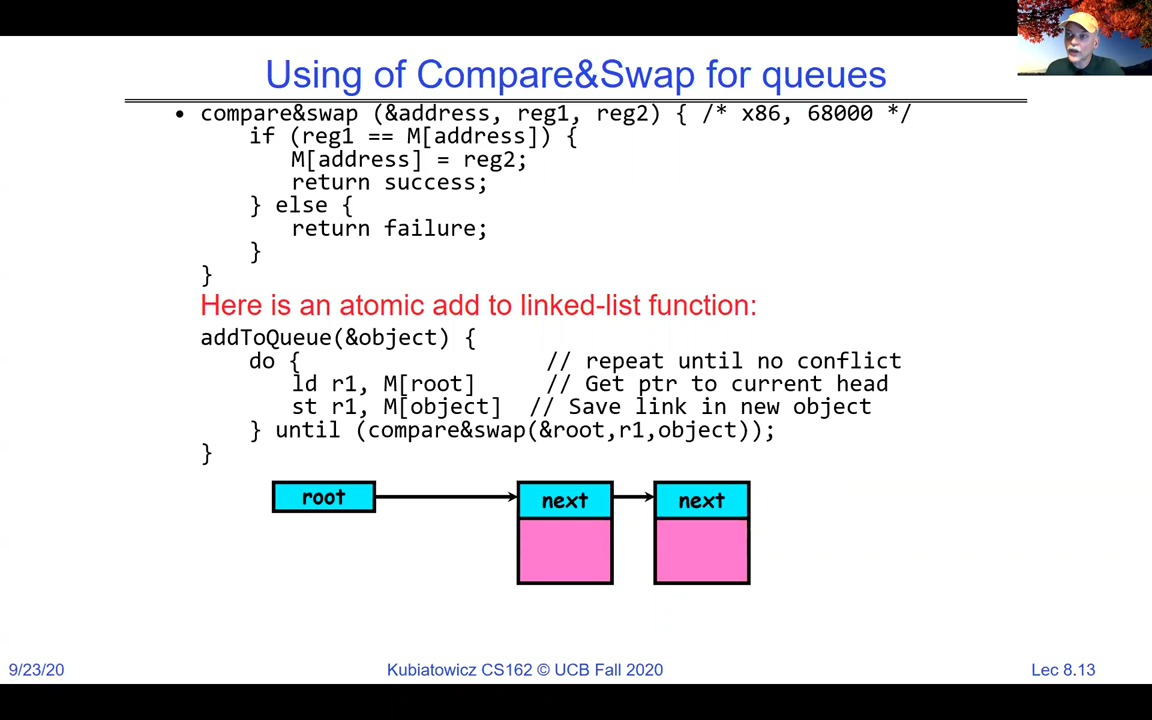 Using of Compare&Swap for queues
• compare&swap (&address, reg1, reg2) { /* x86, 68000 */
if (reg1 == M[address]) {
M[address] = reg2;
return success;
} else {
return failure;
}
}
Here is an atomic add to linked-list function:
addToQueue(&object) {
do { // repeat until no conflict
ld r1, M[root] // Get ptr to current head
st r1, M[object] // Save link in new object
} until (compare&swap(&root,r1,object));
}
root next next
9/23/20 Kubiatowicz CS162 © UCB Fall 2020 Lec 8.13